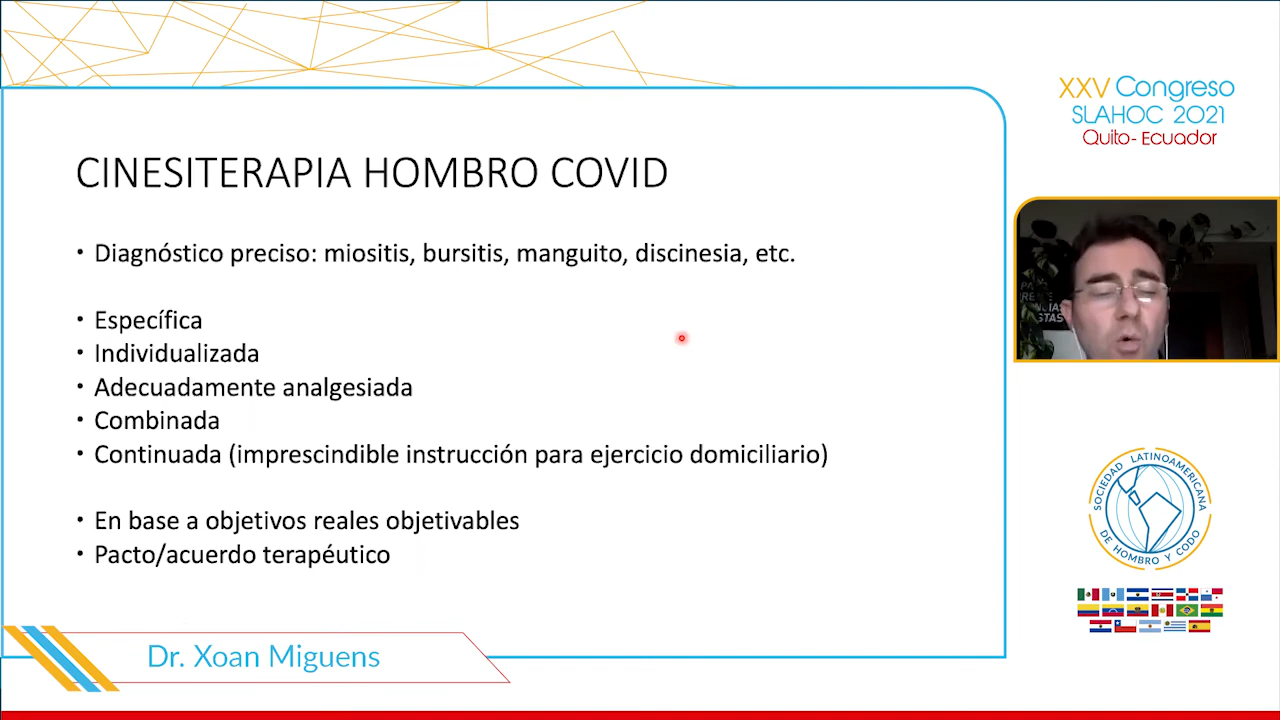 XXV Congreso
SLAHOC 2021
Quito- Ecuador
CINESITERAPIA HOMBRO COVID
• Diagnóstico preciso: miositis, bursitis, manguito, discinesia, etc.
• Específica
• Individualizada
• Adecuadamente analgesiada
• Combinada
• Continuada (imprescindible instrucción para ejercicio domiciliario)
• En base a objetivos reales objetivables
• Pacto/acuerdo terapéutico
SOCIEDAD LATINOAMERICANA
DE HOMBRO Y CODO
Dr. Xoan Miguens